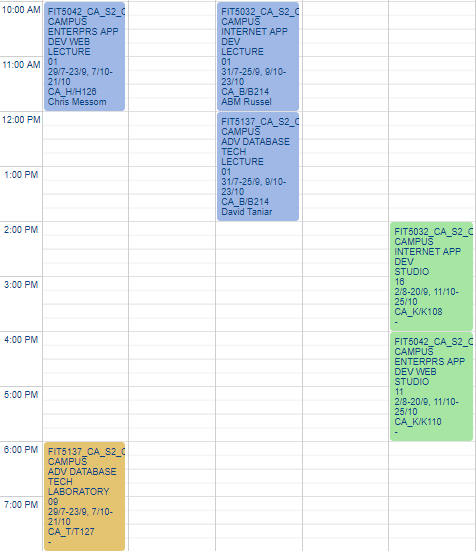 10:00 AM
11:00 AM
12:00 PM
1:00 PM
2:00 PM
3:00 PM
4:00 PM
5:00 PM
6:00 PM
7:00 PM
FIT5042_CA_S2_C
CAMPUS
ENTERPRS APP
DEV WEB
LECTURE
01
29/7-23/9, 7/10-
21/10
CA_H/H126
Chris Messom
FIT5137_CA_S2_C
CAMPUS
ADV DATABASE
TECH
LABORATORY
09
29/7-23/9, 7/10-
21/10
CA_T/T127
-
FIT5032_CA_S2_C
CAMPUS
INTERNET APP
DEV
LECTURE
01
31/7-25/9, 9/10-
23/10
CA_B/B214
ABM Russel
FIT5137_CA_S2_C
CAMPUS
ADV DATABASE
TECH
LECTURE
01
31/7-25/9, 9/10-
23/10
CA_B/B214
David Taniar
FIT5032_CA_S2_C
CAMPUS
INTERNET APP
DEV
STUDIO
16
2/8-20/9, 11/10-
25/10
CA_K/K108
-
FIT5042_CA_S2_C
CAMPUS
ENTERPRS APP
DEV WEB
STUDIO
11
2/8-20/9, 11/10-
25/10
CA_K/K110
-